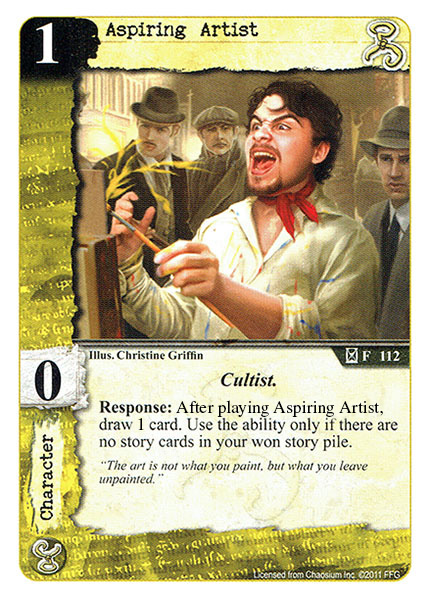 1
Aspiring Artist
Illus. Christine Griffin
F 112
0
Character
Cultist.
Response: After playing Aspiring Artist,
draw 1 card. Use the ability only if there are
no story cards in your won story pile.
“The art is not what you paint, but what you leave
unpainted.”
Licensed from Chaosium Inc. ©2011 FFG